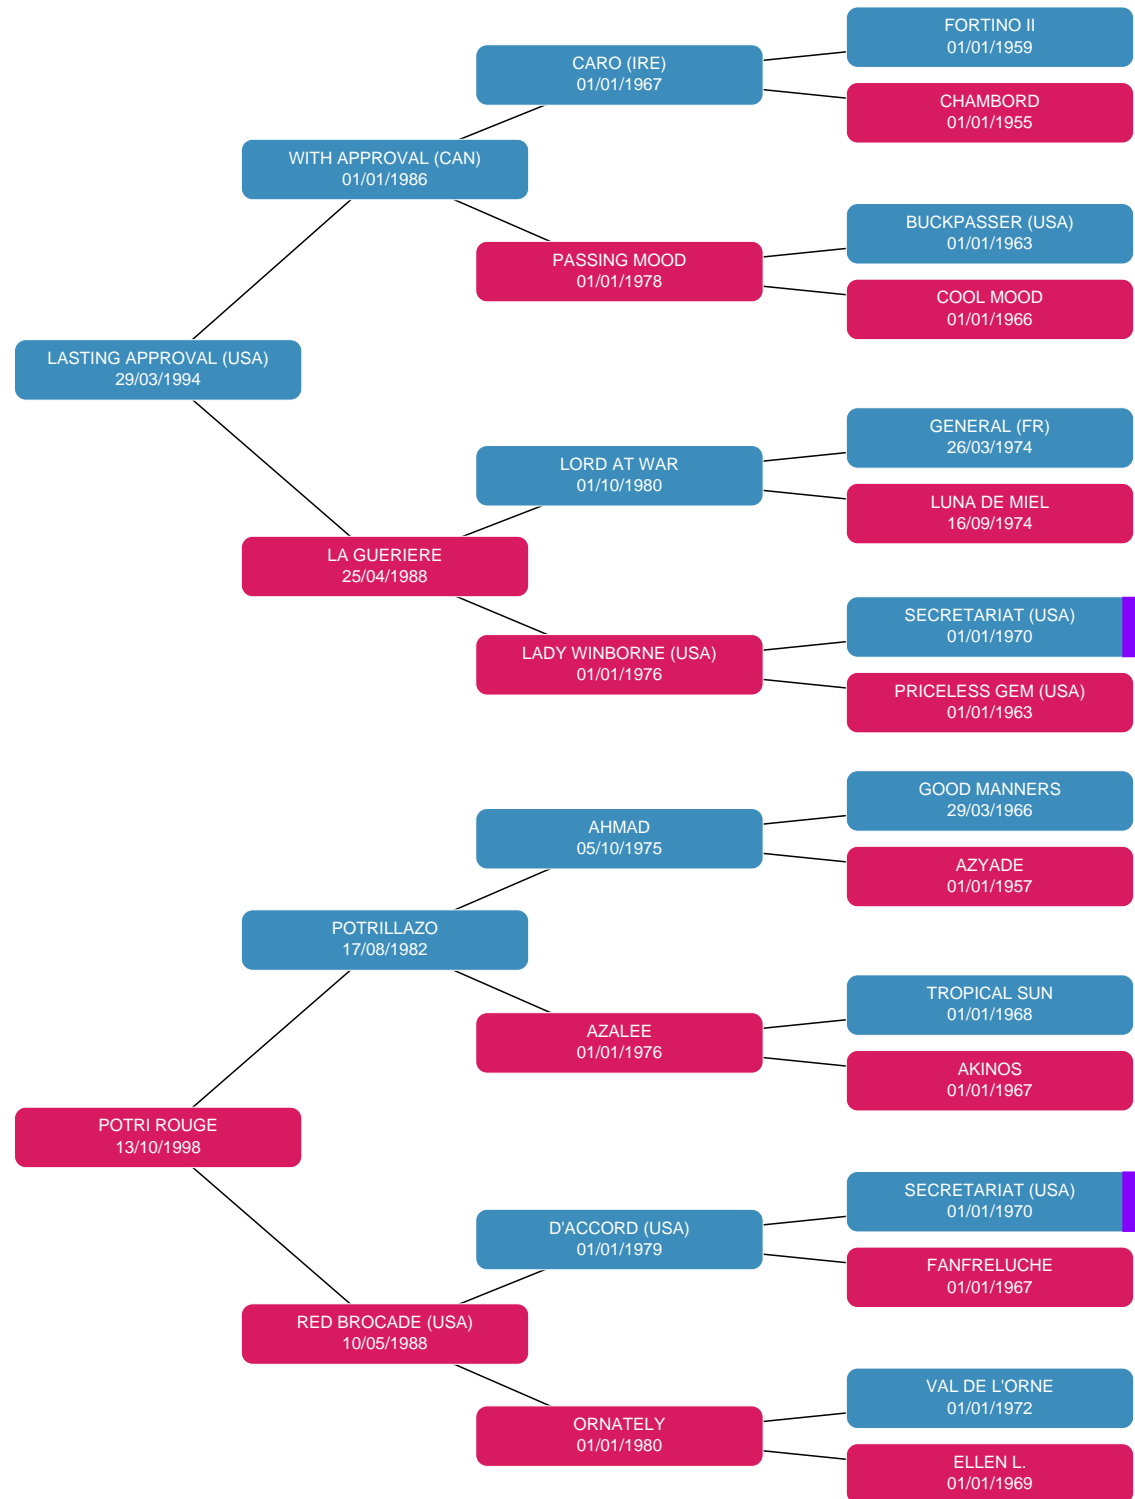 FORTINO II
01/01/1959
CARO (IRE)
01/01/1967
CHAMBORD
01/01/1955
WITH APPROVAL (CAN)
01/01/1986
BUCKPASSER (USA)
01/01/1963
PASSING MOOD
01/01/1978
COOL MOOD
01/01/1966
LASTING APPROVAL (USA)
29/03/1994
GENERAL (FR)
26/03/1974
LORD AT WAR
01/10/1980
LUNA DE MIEL
16/09/1974
LA GUERIERE
25/04/1988
SECRETARIAT (USA)
01/01/1970
LADY WINBORNE (USA)
01/01/1976
PRICELESS GEM (USA)
01/01/1963
GOOD MANNERS
29/03/1966
AHMAD
05/10/1975
AZYADE
01/01/1957
POTRILLAZO
17/08/1982
TROPICAL SUN
01/01/1968
AZALEE
01/01/1976
AKINOS
01/01/1967
POTRI ROUGE
13/10/1998
SECRETARIAT (USA)
01/01/1970
D'ACCORD (USA)
01/01/1979
FANFRELUCHE
01/01/1967
RED BROCADE (USA)
10/05/1988
VAL DE L'ORNE
01/01/1972
ORNATELY
01/01/1980
ELLEN L.
01/01/1969